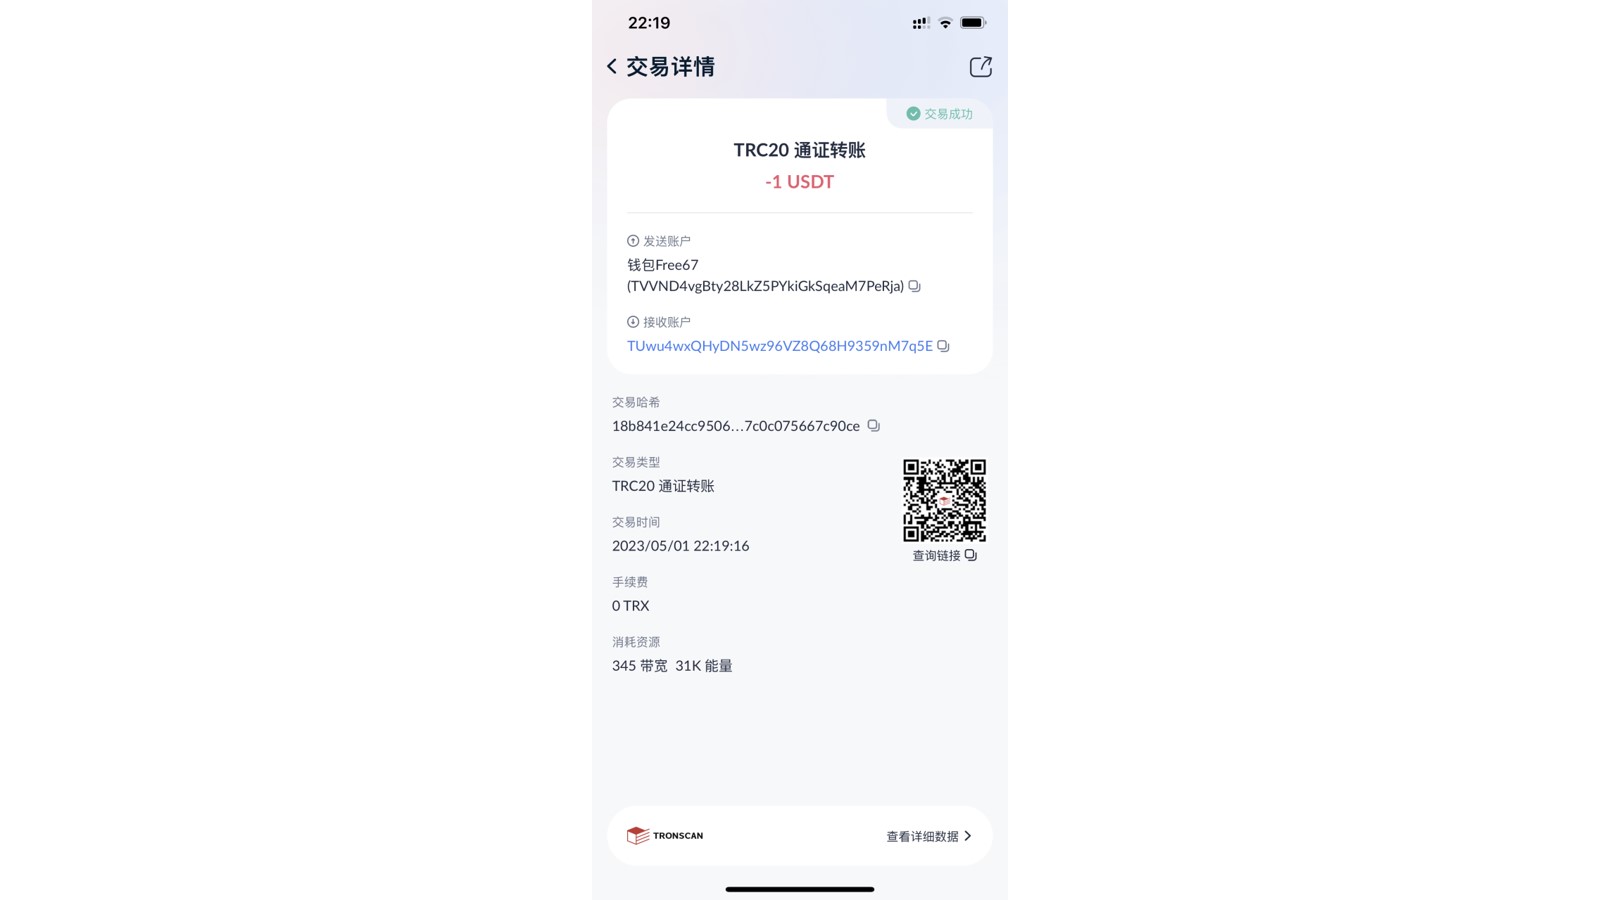 22:19
交易详情
交易成功
TRC20 通证转账
-1 USDT
发送账户
钱包Free67
(TVVND4vgBty28LkZ5PYkiGkSqeaM7PeRja)
接收账户
TUwu4wxQHyDN5wz96VZ8Q68H9359nM7q5E
交易哈希
18b841e24cc9506...7c0c075667c90ce
交易类型
TRC20 通证转账
交易时间
2023/05/01 22:19:16
查询链接
手续费
0 TRX
消耗资源
345 带宽 31K 能量
TRONSCAN
查看详细数据